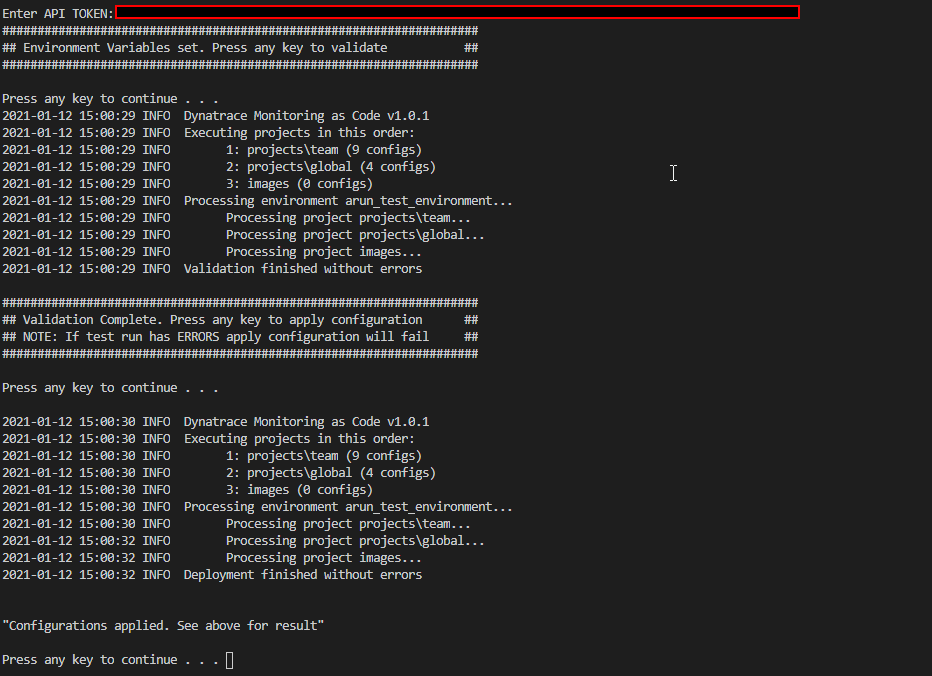 Enter API TOKEN:
####################################################################
## Environment Variables set. Press any key to validate           ##
####################################################################
Press any key to continue . . .
2021-01-12 15:00:29 INFO  Dynatrace Monitoring as Code v1.0.1
2021-01-12 15:00:29 INFO  Executing projects in this order:
2021-01-12 15:00:29 INFO        1: projects\team (9 configs)
2021-01-12 15:00:29 INFO        2: projects\global (4 configs)
2021-01-12 15:00:29 INFO        3: images (0 configs)
2021-01-12 15:00:29 INFO  Processing environment arun_test_environment...
2021-01-12 15:00:29 INFO        Processing project projects\team...
2021-01-12 15:00:29 INFO        Processing project projects\global...
2021-01-12 15:00:29 INFO        Processing project images...
2021-01-12 15:00:29 INFO  Validation finished without errors
####################################################################
## Validation Complete. Press any key to apply configuration      ##
## NOTE: If test run has ERRORS apply configuration will fail     ##
####################################################################
Press any key to continue . . .
2021-01-12 15:00:30 INFO  Dynatrace Monitoring as Code v1.0.1
2021-01-12 15:00:30 INFO  Executing projects in this order:
2021-01-12 15:00:30 INFO        1: projects\team (9 configs)
2021-01-12 15:00:30 INFO        2: projects\global (4 configs)
2021-01-12 15:00:30 INFO        3: images (0 configs)
2021-01-12 15:00:30 INFO  Processing environment arun_test_environment...
2021-01-12 15:00:30 INFO        Processing project projects\team...
2021-01-12 15:00:32 INFO        Processing project projects\global...
2021-01-12 15:00:32 INFO        Processing project images...
2021-01-12 15:00:32 INFO  Deployment finished without errors
"Configurations applied. See above for result"
Press any key to continue . . .